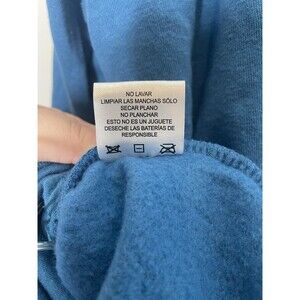 NO LAVAR
LIMPIAR LAS MANCHAS SÓLO
SECAR PLANO
NO PLANCHAR
ESTO NO ES UN JUGUETE
DESECHE LAS BATERÍAS DE
RESPONSIBLE